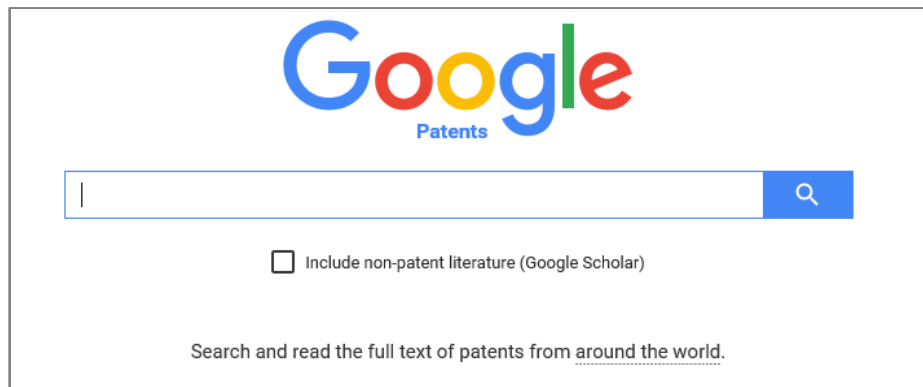 Google
Patents
Include non-patent literature (Google Scholar)
Search and read the full text of patents from around the world.